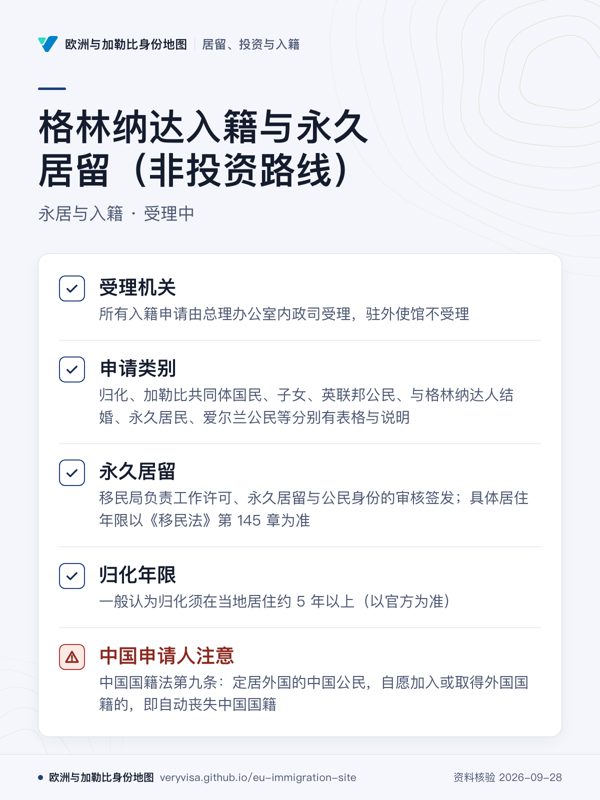 欧洲与加勒比身份地图 | 居留、投资与入籍
格林纳达入籍与永久
居留（非投资路线）
永居与入籍 · 受理中
受理机关
所有入籍申请由总理办公室内政司受理，驻外使馆不受理
申请类别
归化、加勒比共同体国民、子女、英联邦公民、与格林纳达人结
婚、永久居民、爱尔兰公民等分别有表格与说明
永久居留
移民局负责工作许可、永久居留与公民身份的审核签发；具体居住
年限以《移民法》第 145 章为准
归化年限
一般认为归化须在当地居住约 5 年以上（以官方为准）
中国申请人注意
中国国籍法第九条：定居外国的中国公民，自愿加入或取得外国国
籍的，即自动丧失中国国籍
欧洲与加勒比身份地图 veryvisa.github.io/eu-immigration-site 资料核验 2026-09-28